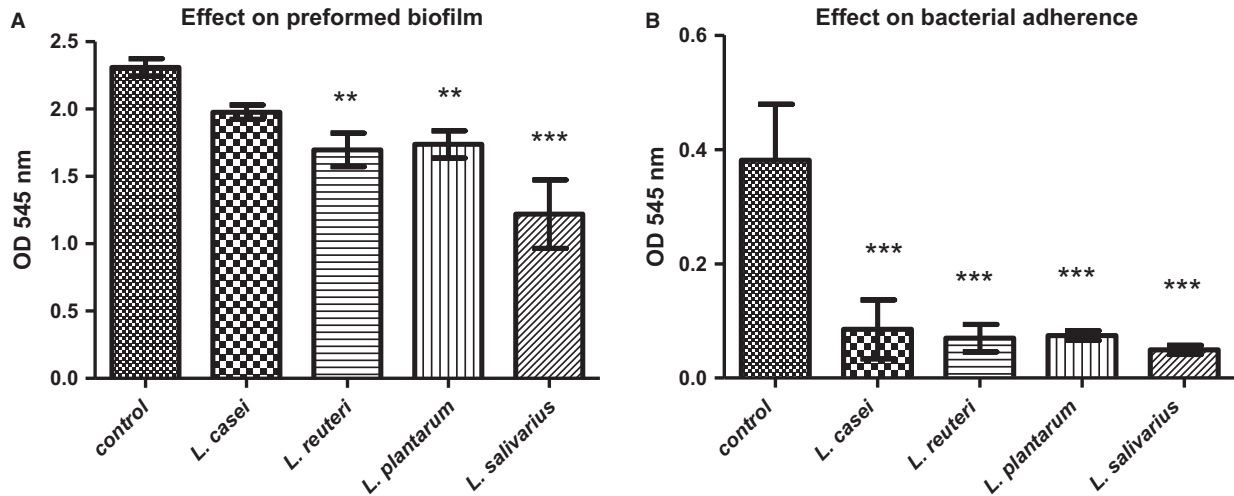 A
Effect on preformed biofilm
OD 545 nm
2.5
2.0
1.5
1.0
0.5
0.0
**
**
***
control
L. casei
L. reuteri
L. plantarum
L. salivarius
B
Effect on bacterial adherence
OD 545 nm
0.6
0.4
0.2
0.0
***
***
***
***
control
L. casei
L. reuteri
L. plantarum
L. salivarius